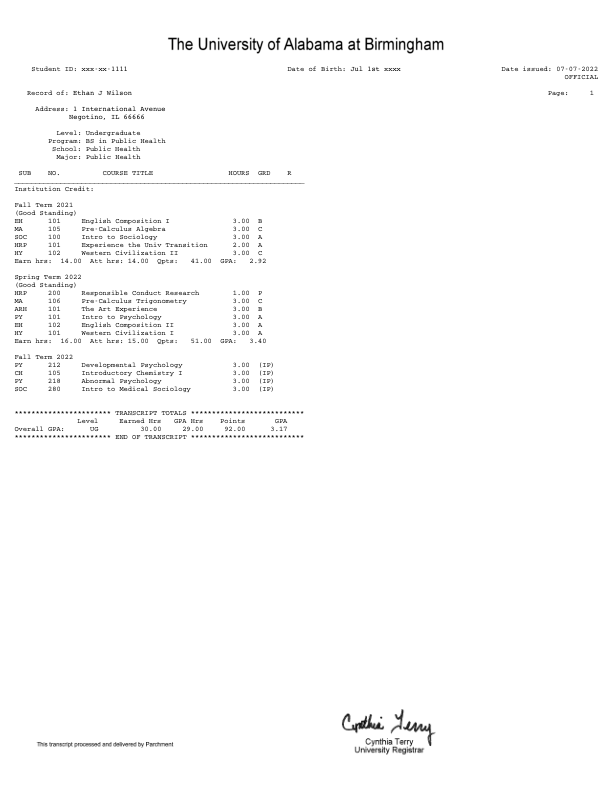 The University of Alabama at Birmingham
Student ID: xxx-xx-1111 Date of Birth: Jul 1st xxxx Date issued: 07-07-2022
OFFICIAL
Record of: Ethan J Wilson Page: 1
Address: 1 International Avenue
Negotino, IL 66666
Level: Undergraduate
Program: BS in Public Health
School: Public Health
Major: Public Health
SUB NO. COURSE TITLE HOURS GRD R
Institution Credit:
Fall Term 2021
(Good Standing)
EH 101 English Composition I 3.00 B
MA 105 Pre-Calculus Algebra 3.00 C
SOC 100 Intro to Sociology 3.00 A
HRP 101 Experience the Univ Transition 2.00 A
HY 102 Western Civilization II 3.00 C
Earn hrs: 14.00 Att hrs: 14.00 Qpts: 41.00 GPA: 2.92
Spring Term 2022
(Good Standing)
HRP 200 Responsible Conduct Research 1.00 P
MA 106 Pre-Calculus Trigonometry 3.00 C
ARH 101 The Art Experience 3.00 B
PY 101 Intro to Psychology 3.00 A
EH 102 English Composition II 3.00 A
HY 101 Western Civilization I 3.00 A
Earn hrs: 16.00 Att hrs: 15.00 Qpts: 51.00 GPA: 3.40
Fall Term 2022
PY 212 Developmental Psychology 3.00 (IP)
CH 105 Introductory Chemistry I 3.00 (IP)
PY 218 Abnormal Psychology 3.00 (IP)
SOC 280 Intro to Medical Sociology 3.00 (IP)
*********************** TRANSCRIPT TOTALS ***************************
Level Earned Hrs GPA Hrs Points GPA
Overall GPA: UG 30.00 29.00 92.00 3.17
*********************** END OF TRANSCRIPT ***************************
Cynthia Terry
Cynthia Terry
This transcript processed and delivered by Parchment
University Registrar